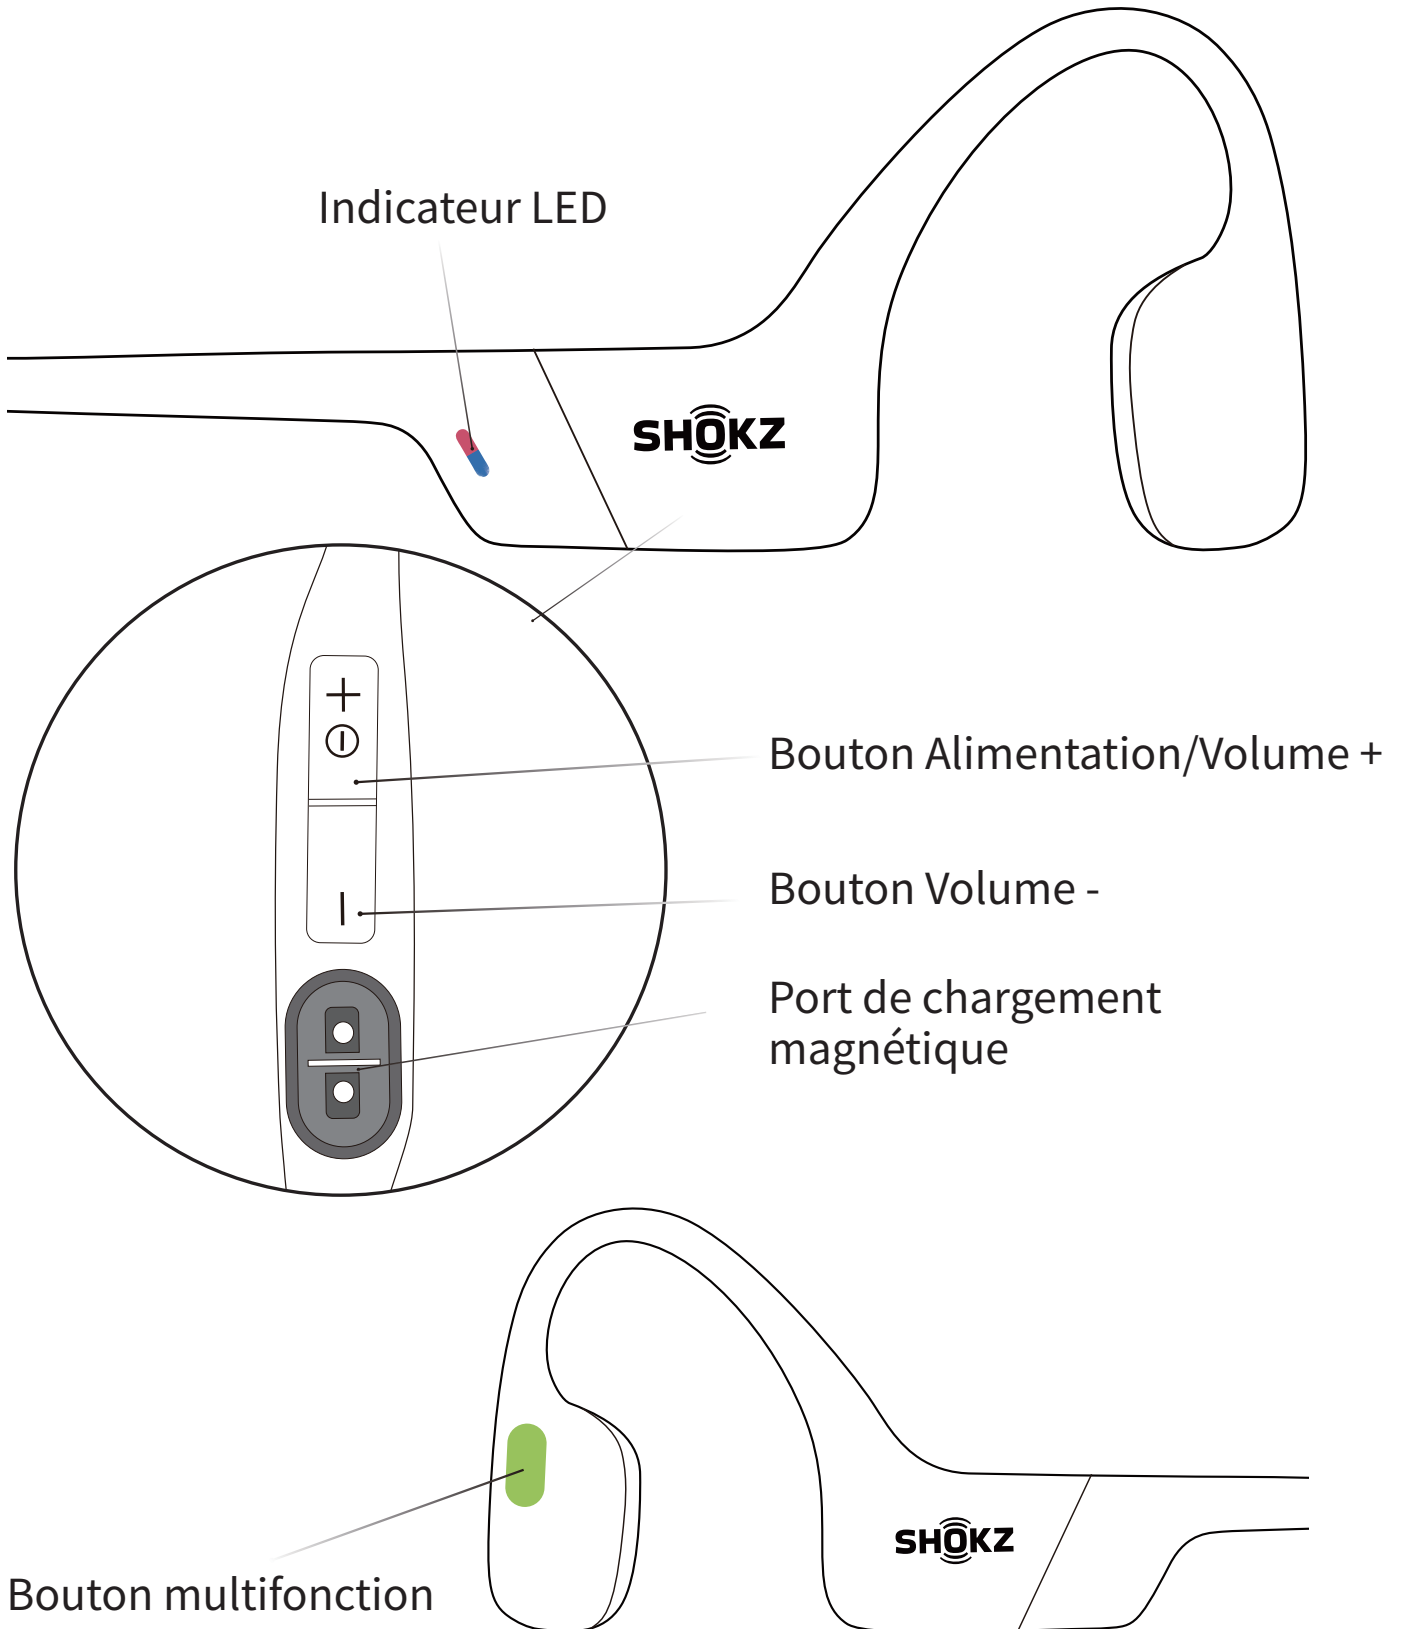 Indicateur LED
SHOKZ
Bouton Alimentation/Volume +
Bouton Volume -
Port de chargement
magnétique
SHOKZ
Bouton multifonction